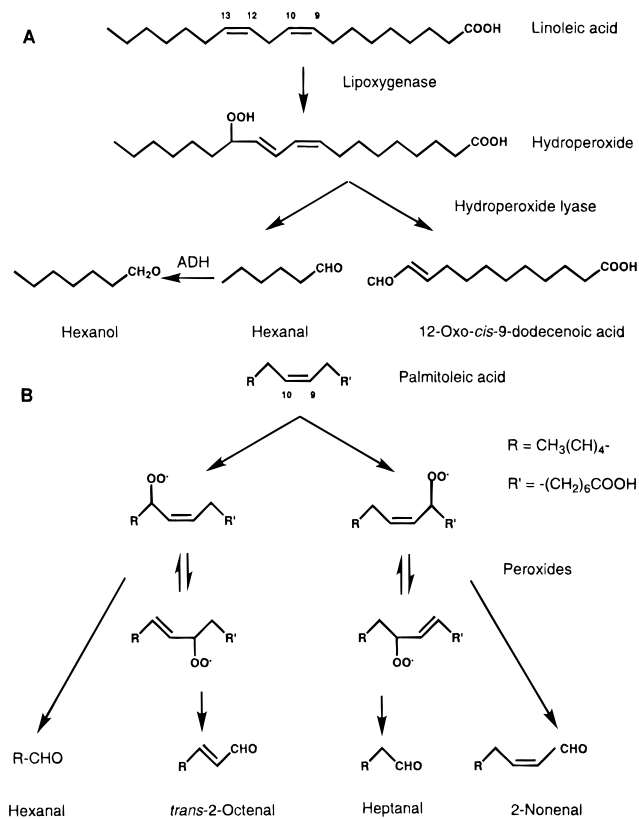 13 12 10 9
COOH
Linoleic acid
A
Lipoxygenase
OOH
COOH
Hydroperoxide
Hydroperoxide lyase
CH₂O
ADH
CHO
CHO
COOH
Hexanol
Hexanal
12-Oxo-cis-9-dodecenoic acid
R
R'
Palmitoleic acid
10 9
B
R = CH₃(CH)₄-
R' = -(CH₂)₆COOH
OO·
R
R'
OO·
R
R'
Peroxides
R
R'
OO·
R
R'
OO·
R-CHO
R
CHO
R
CHO
R
CHO
Hexanal
trans-2-Octenal
Heptanal
2-Nonenal